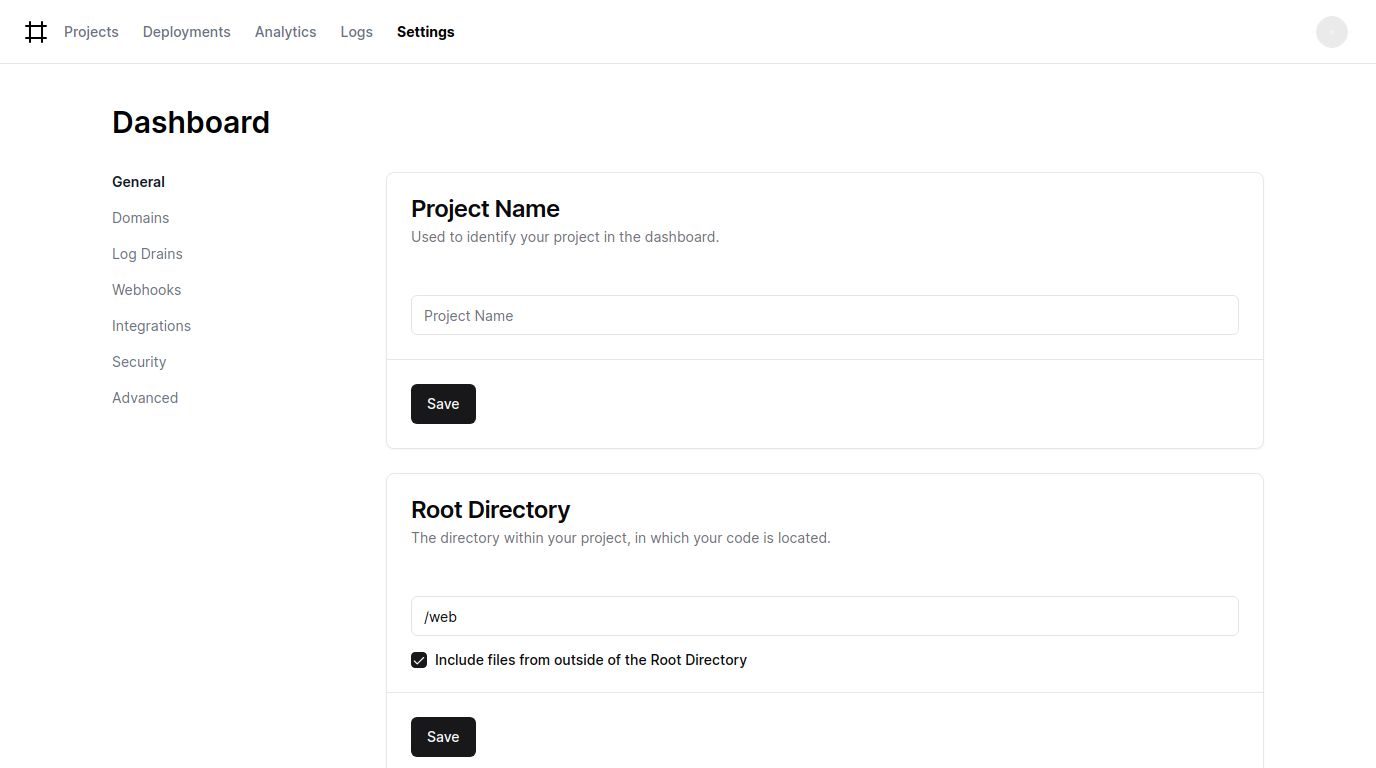 Projects Deployments Analytics Logs Settings
Dashboard
General
Domains
Log Drains
Webhooks
Integrations
Security
Advanced
Project Name
Used to identify your project in the dashboard.
Project Name
Save
Root Directory
The directory within your project, in which your code is located.
/web
Include files from outside of the Root Directory
Save